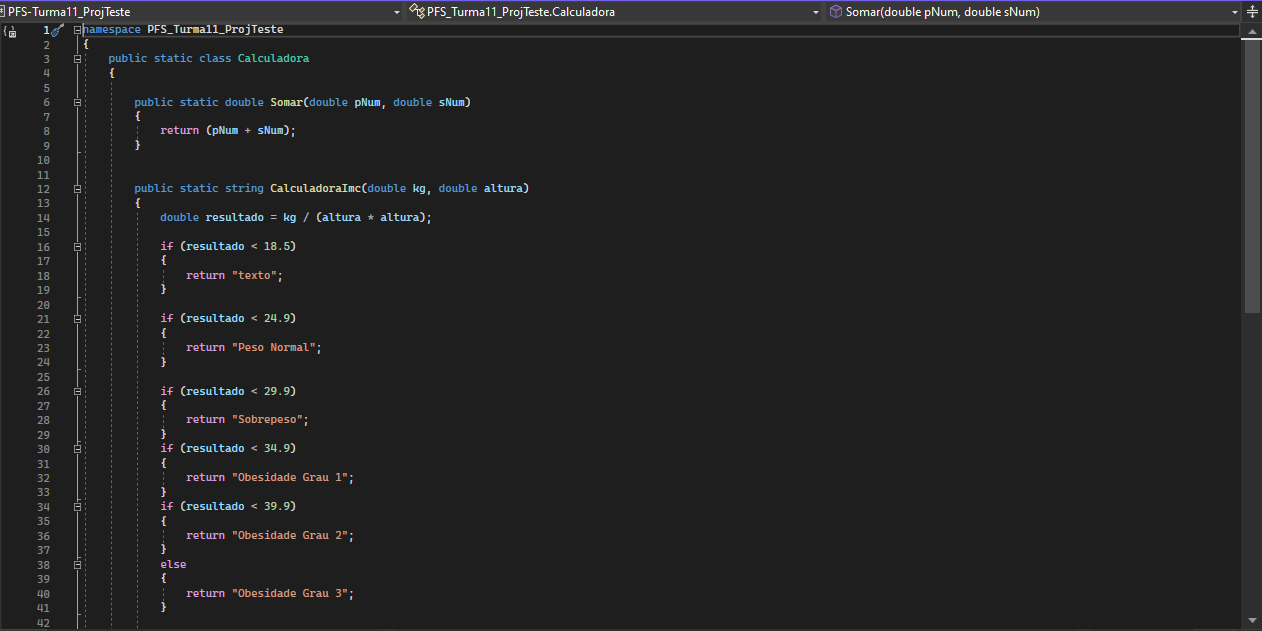 PFS-Turma11_ProjTeste PFS_Turma11_ProjTeste.Calculadora Somar(double pNum, double sNum)
1 namespace PFS_Turma11_ProjTeste
2 {
3 public static class Calculadora
4 {
5
6 public static double Somar(double pNum, double sNum)
7 {
8 return (pNum + sNum);
9 }
10
11
12 public static string CalculadoraImc(double kg, double altura)
13 {
14 double resultado = kg / (altura * altura);
15
16 if (resultado < 18.5)
17 {
18 return "texto";
19 }
20
21 if (resultado < 24.9)
22 {
23 return "Peso Normal";
24 }
25
26 if (resultado < 29.9)
27 {
28 return "Sobrepeso";
29 }
30 if (resultado < 34.9)
31 {
32 return "Obesidade Grau 1";
33 }
34 if (resultado < 39.9)
35 {
36 return "Obesidade Grau 2";
37 }
38 else
39 {
40 return "Obesidade Grau 3";
41 }
42